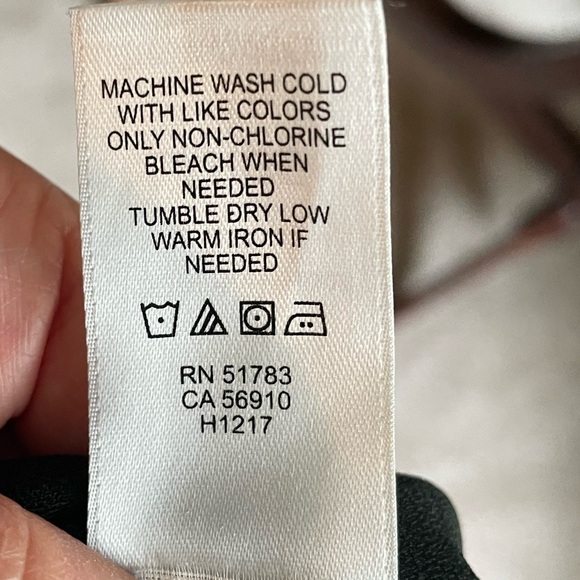 MACHINE WASH COLD
WITH LIKE COLORS
ONLY NON-CHLORINE
BLEACH WHEN
NEEDED
TUMBLE DRY LOW
WARM IRON IF
NEEDED
RN 51783
CA 56910
H1217